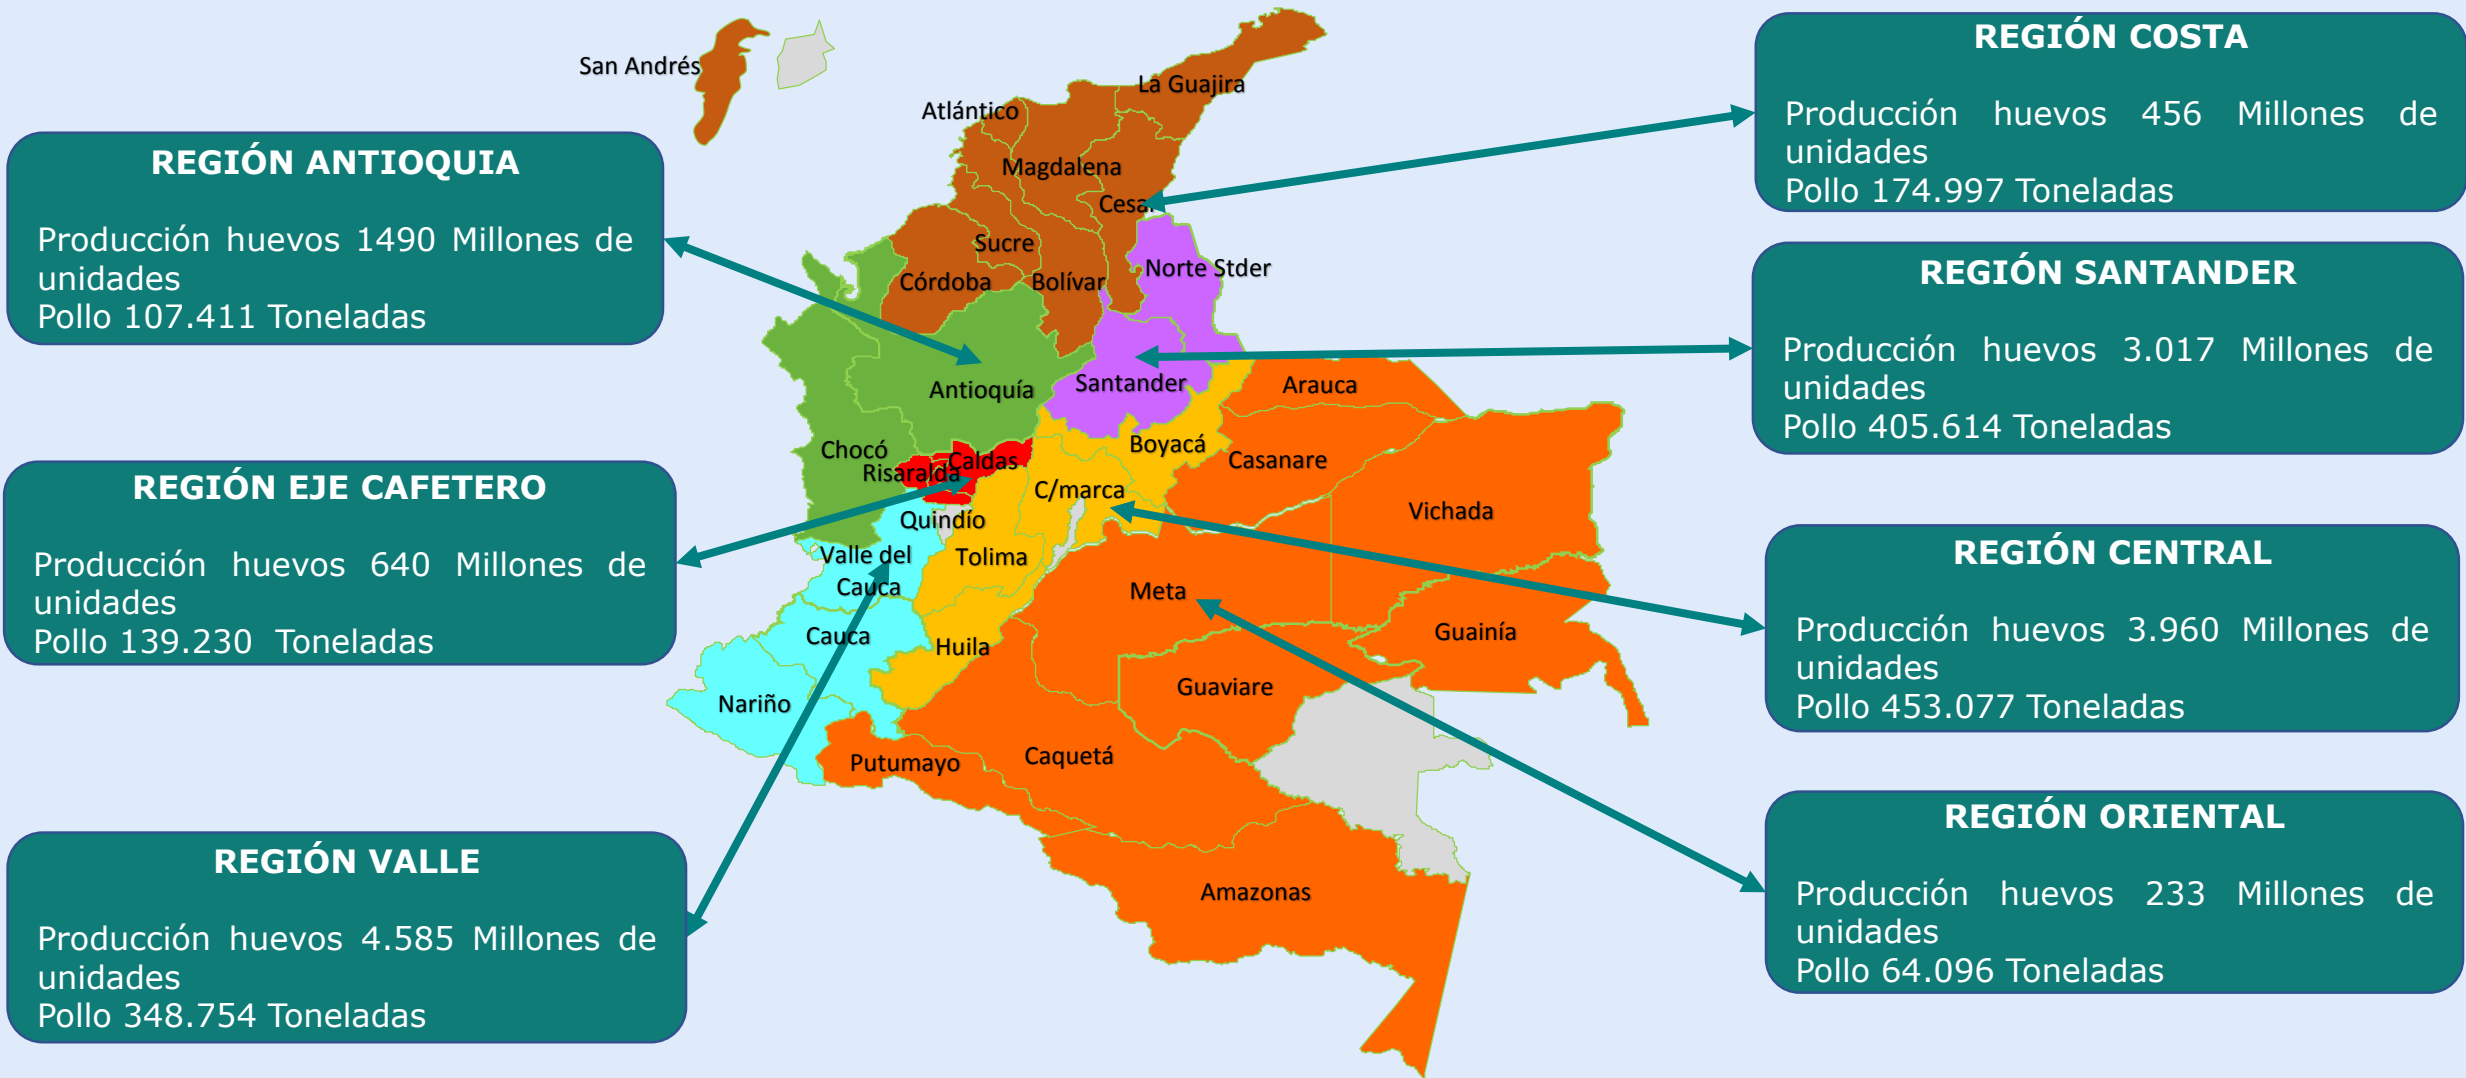 San Andrés
La Guajira
Atlántico
Magdalena
Cesar
Sucre
Córdoba
Bolívar
Norte Stder
Antioquía
Santander
Arauca
Chocó
Boyacá
Risaralda
Caldas
Casanare
C/marca
Quindío
Vichada
Valle del
Cauca
Tolima
Meta
Cauca
Huila
Guainía
Nariño
Guaviare
Putumayo
Caquetá
Amazonas
REGIÓN ANTIOQUIA
Producción huevos 1490 Millones de
unidades
Pollo 107.411 Toneladas
REGIÓN EJE CAFETERO
Producción huevos 640 Millones de
unidades
Pollo 139.230 Toneladas
REGIÓN VALLE
Producción huevos 4.585 Millones de
unidades
Pollo 348.754 Toneladas
REGIÓN COSTA
Producción huevos 456 Millones de
unidades
Pollo 174.997 Toneladas
REGIÓN SANTANDER
Producción huevos 3.017 Millones de
unidades
Pollo 405.614 Toneladas
REGIÓN CENTRAL
Producción huevos 3.960 Millones de
unidades
Pollo 453.077 Toneladas
REGIÓN ORIENTAL
Producción huevos 233 Millones de
unidades
Pollo 64.096 Toneladas